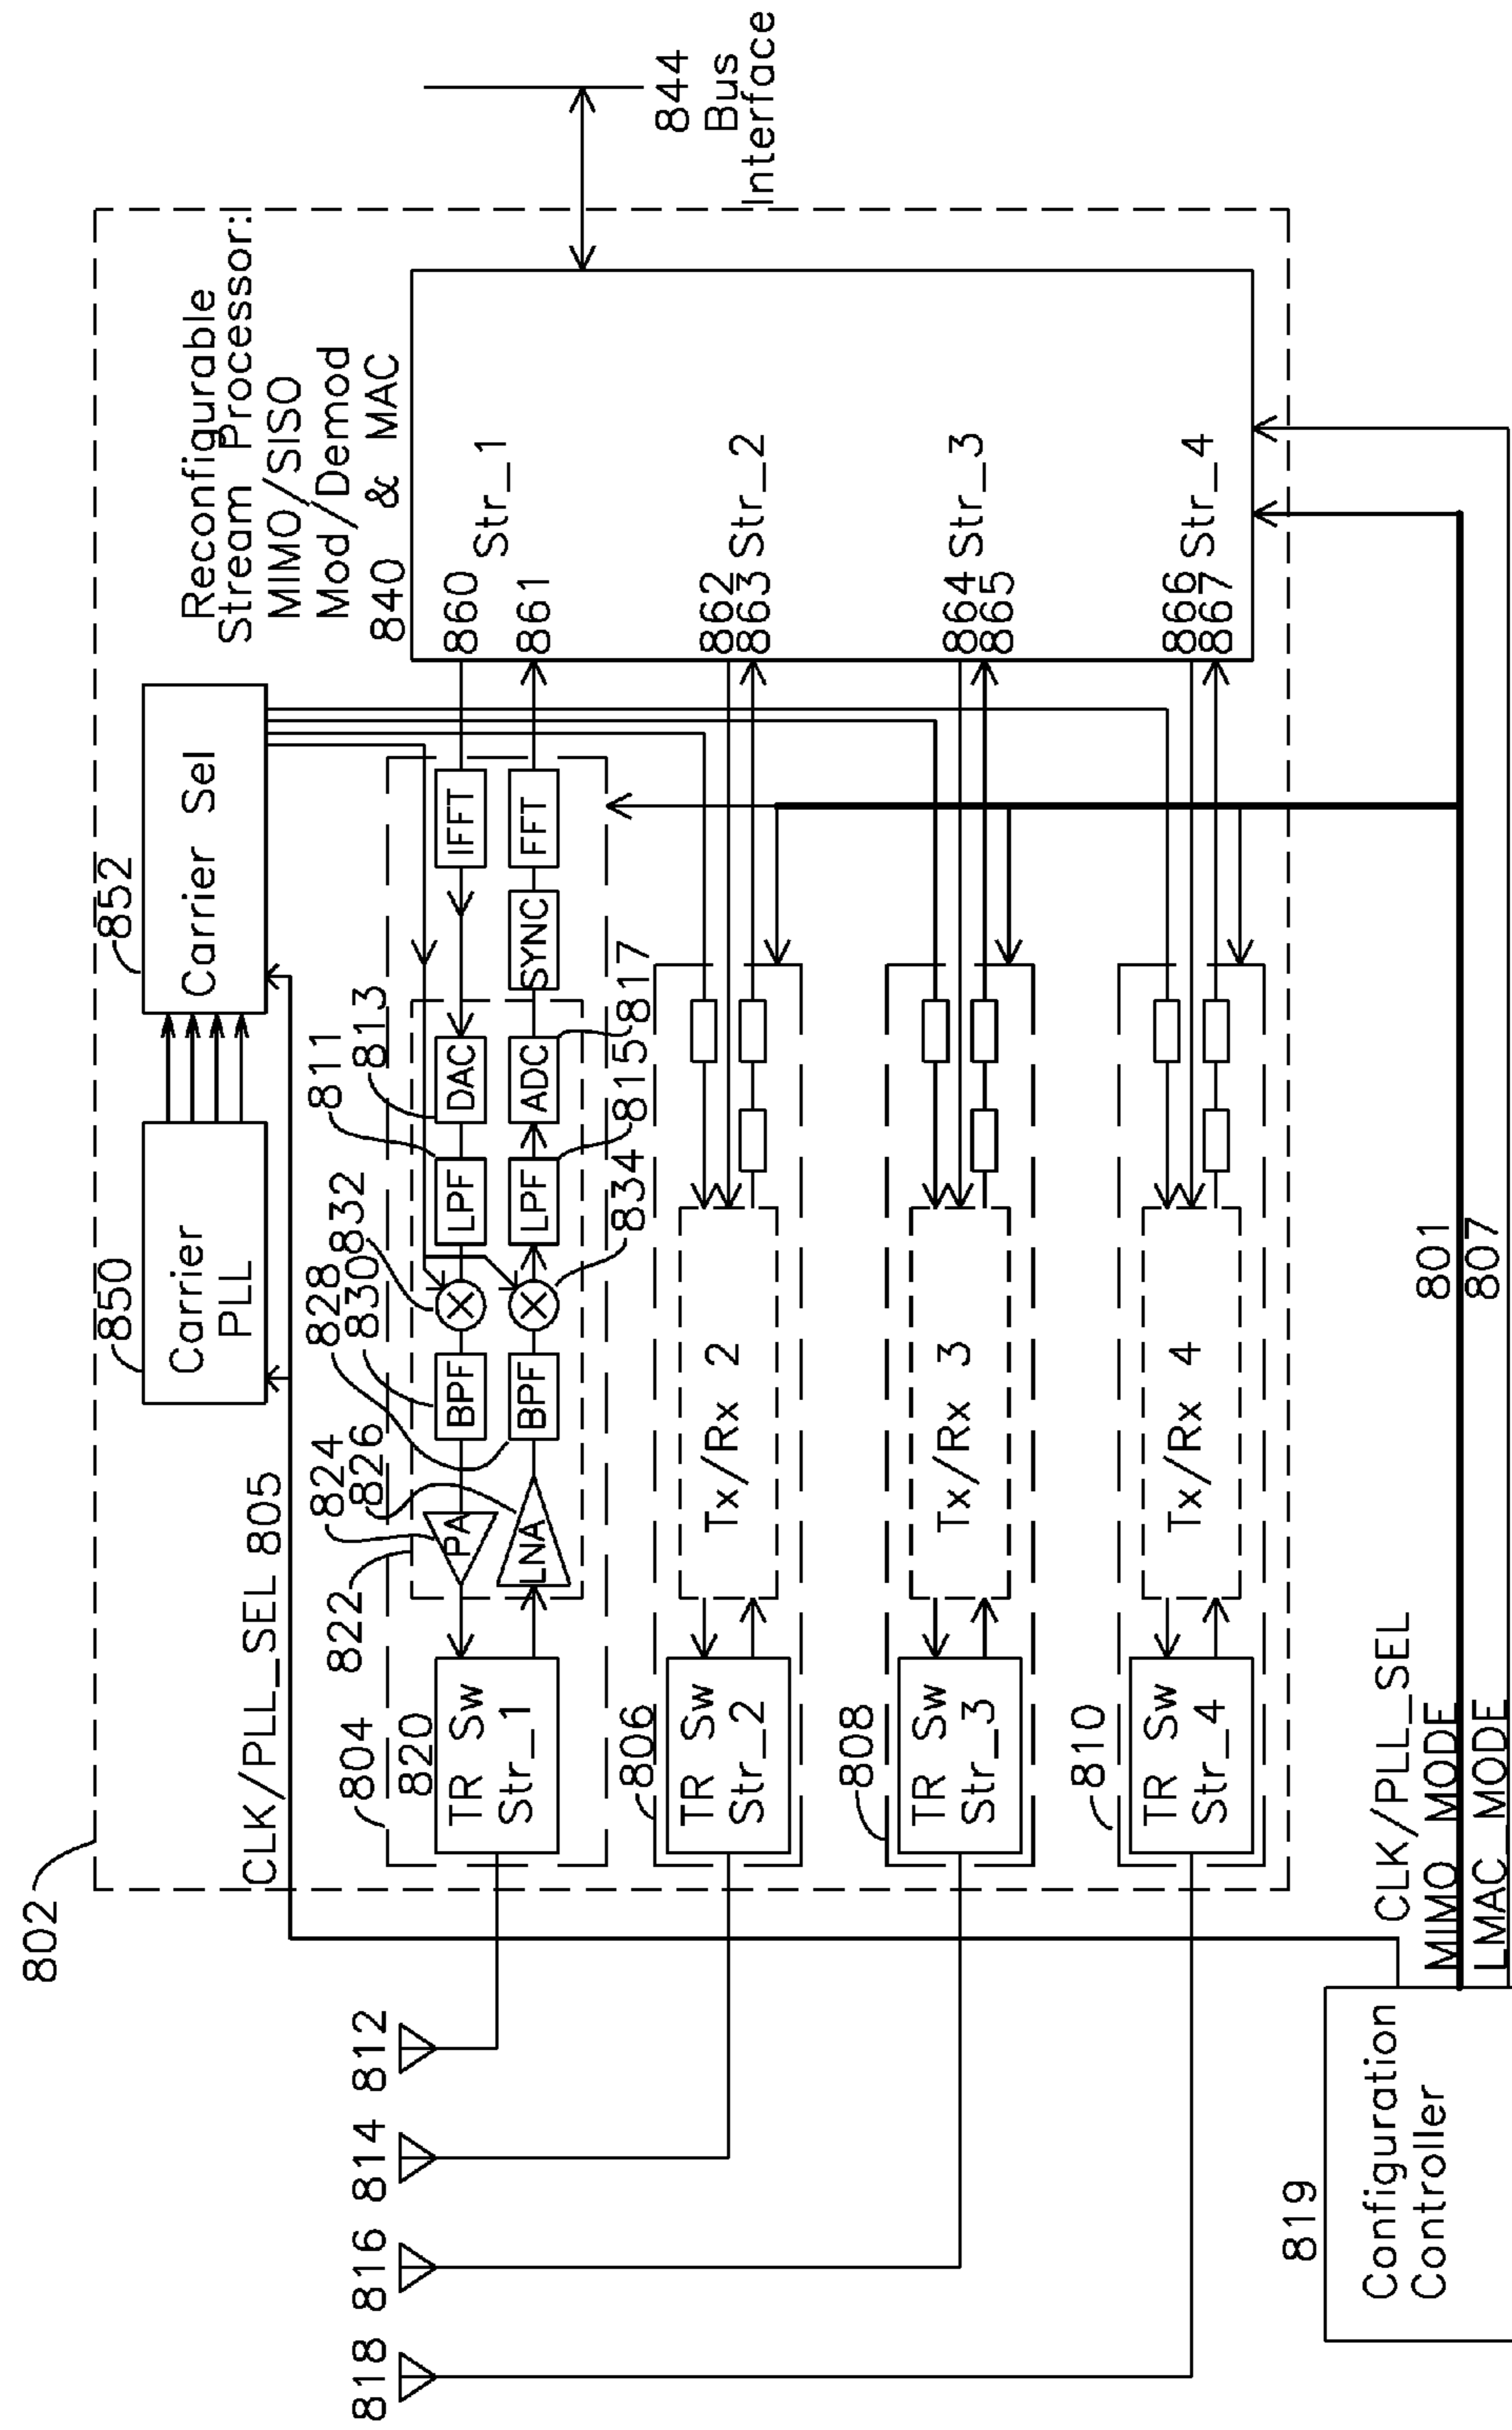 802
850
Carrier
PLL
852
Carrier Sel
Reconfigurable
Stream Processor:
MIMO/SISO
Mod/Demod
840 & MAC
CLK/PLL_SEL 805
804
822
824
826
828
830
832
811
813
820
TR Sw
Str_1
PA
BPF
LPF
DAC
IFFT
LNA
BPF
LPF
ADC
SYNC
FFT
834
815
817
860
861
Str_1
844
Bus
Interface
806
TR Sw
Str_2
Tx/Rx 2
862
863
Str_2
808
TR Sw
Str_3
Tx/Rx 3
864
865
Str_3
810
TR Sw
Str_4
Tx/Rx 4
866
867
Str_4
818
816
814
812
819
Configuration
Controller
CLK/PLL_SEL
MIMO MODE
801
LMAC MODE
807